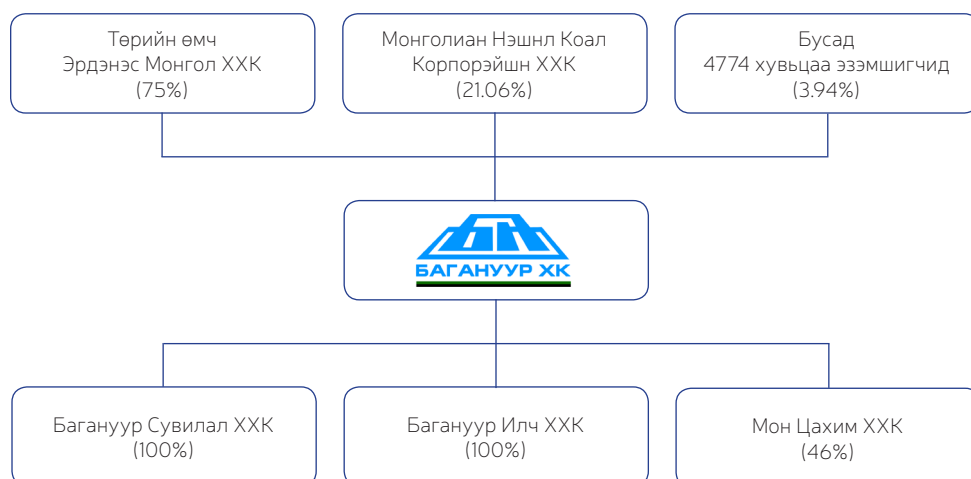 Төрийн өмч
Эрдэнэс Монгол ХХК
(75%)
Монголиан Нэшнл Коал
Корпорэйшн ХХК
(21.06%)
Бусад
4774 хувьцаа эзэмшигчид
(3.94%)
БАГАНУУР ХК
Багануур Сувилал ХХК
(100%)
Багануур Илч ХХК
(100%)
Мон Цахим ХХК
(46%)